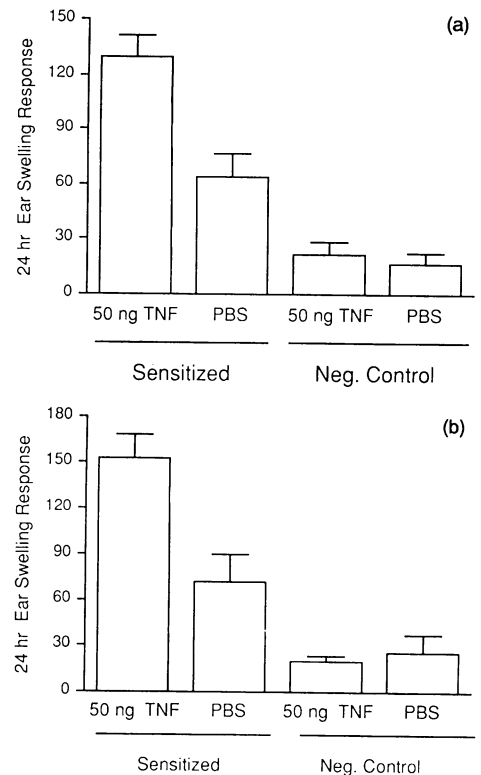 (a)
24 hr Ear Swelling Response
150
120
90
60
30
0
50 ng TNF PBS 50 ng TNF PBS
Sensitized Neg. Control
(b)
24 hr Ear Swelling Response
180
150
90
60
30
0
50 ng TNF PBS 50 ng TNF PBS
Sensitized Neg. Control